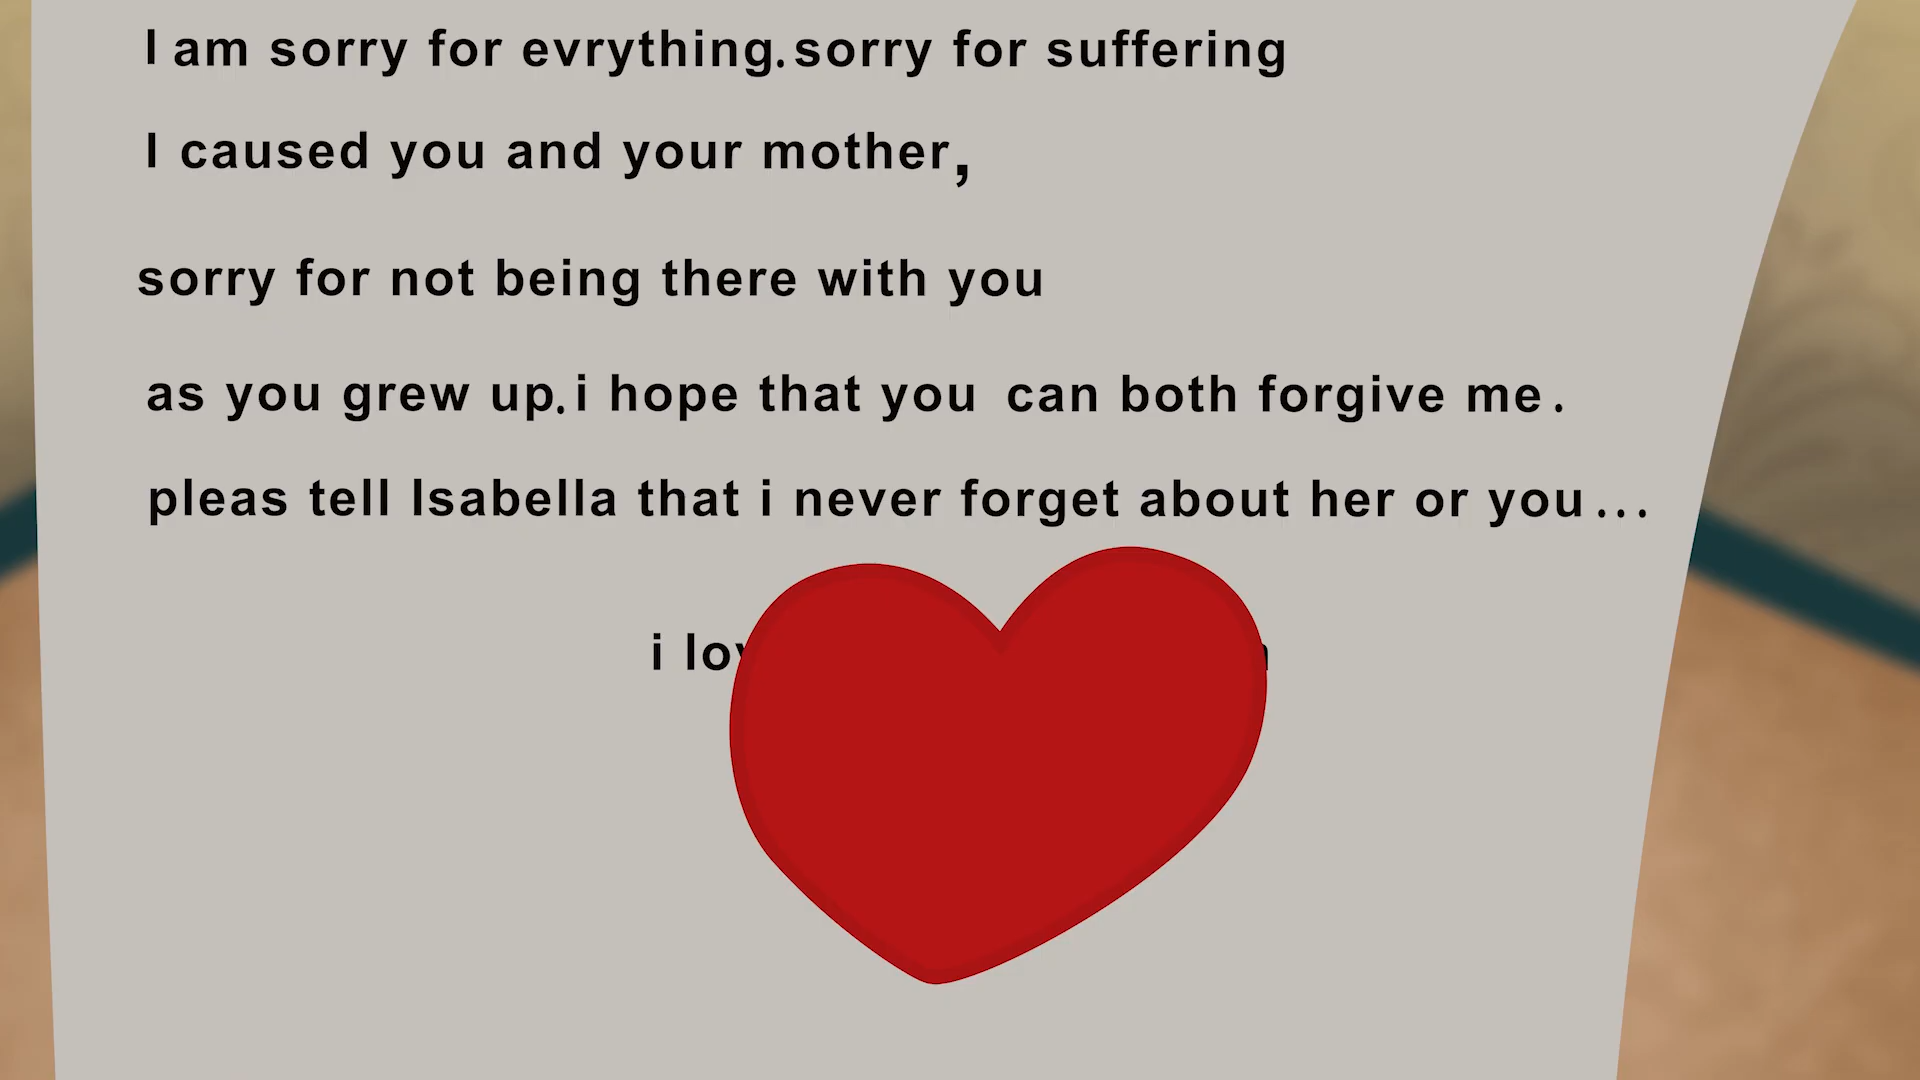 I am sorry for evrything.sorry for suffering
I caused you and your mother,
sorry for not being there with you
as you grew up.i hope that you can both forgive me.
pleas tell Isabella that i never forget about her or you...
i